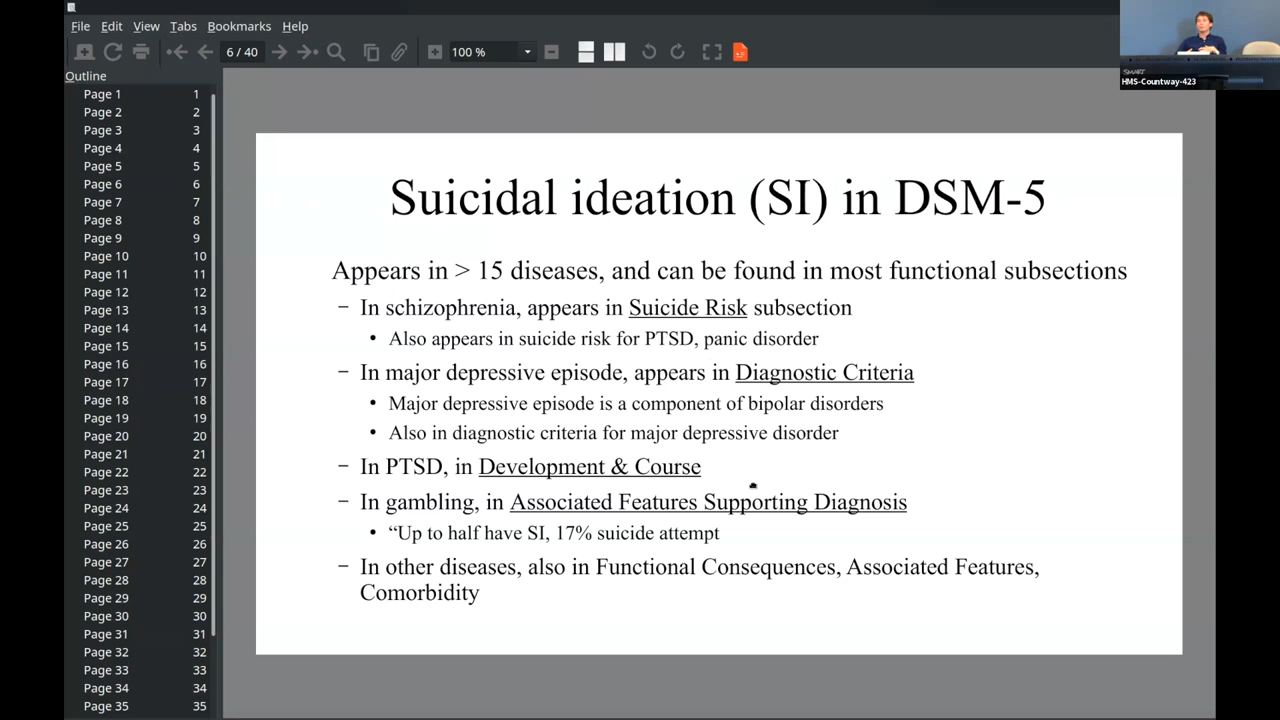 File Edit View Tabs Bookmarks Help
6 / 40
100 %
Outline
Page 1 1
Page 2 2
Page 3 3
Page 4 4
Page 5 5
Page 6 6
Page 7 7
Page 8 8
Page 9 9
Page 10 10
Page 11 11
Page 12 12
Page 13 13
Page 14 14
Page 15 15
Page 16 16
Page 17 17
Page 18 18
Page 19 19
Page 20 20
Page 21 21
Page 22 22
Page 23 23
Page 24 24
Page 25 25
Page 26 26
Page 27 27
Page 28 28
Page 29 29
Page 30 30
Page 31 31
Page 32 32
Page 33 33
Page 34 34
Page 35 35
SMART
HMS-Countway-423
Suicidal ideation (SI) in DSM-5
Appears in > 15 diseases, and can be found in most functional subsections
– In schizophrenia, appears in Suicide Risk subsection
• Also appears in suicide risk for PTSD, panic disorder
– In major depressive episode, appears in Diagnostic Criteria
• Major depressive episode is a component of bipolar disorders
• Also in diagnostic criteria for major depressive disorder
– In PTSD, in Development & Course
– In gambling, in Associated Features Supporting Diagnosis
• “Up to half have SI, 17% suicide attempt
– In other diseases, also in Functional Consequences, Associated Features,
Comorbidity